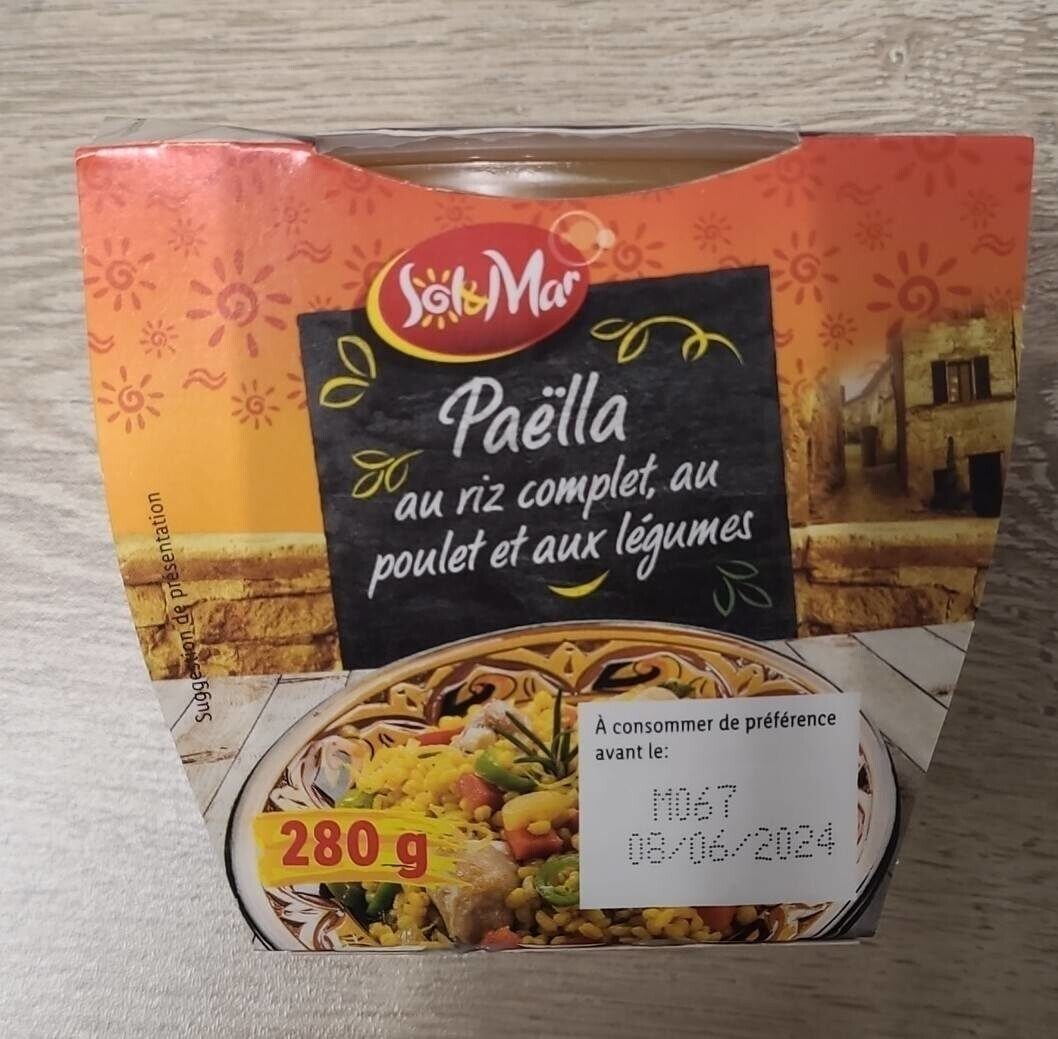 Sol&Mar
Paëlla
au riz complet, au
poulet et aux légumes
Suggestion de présentation
À consommer de préférence
avant le:
M067
08/06/2024
280 g